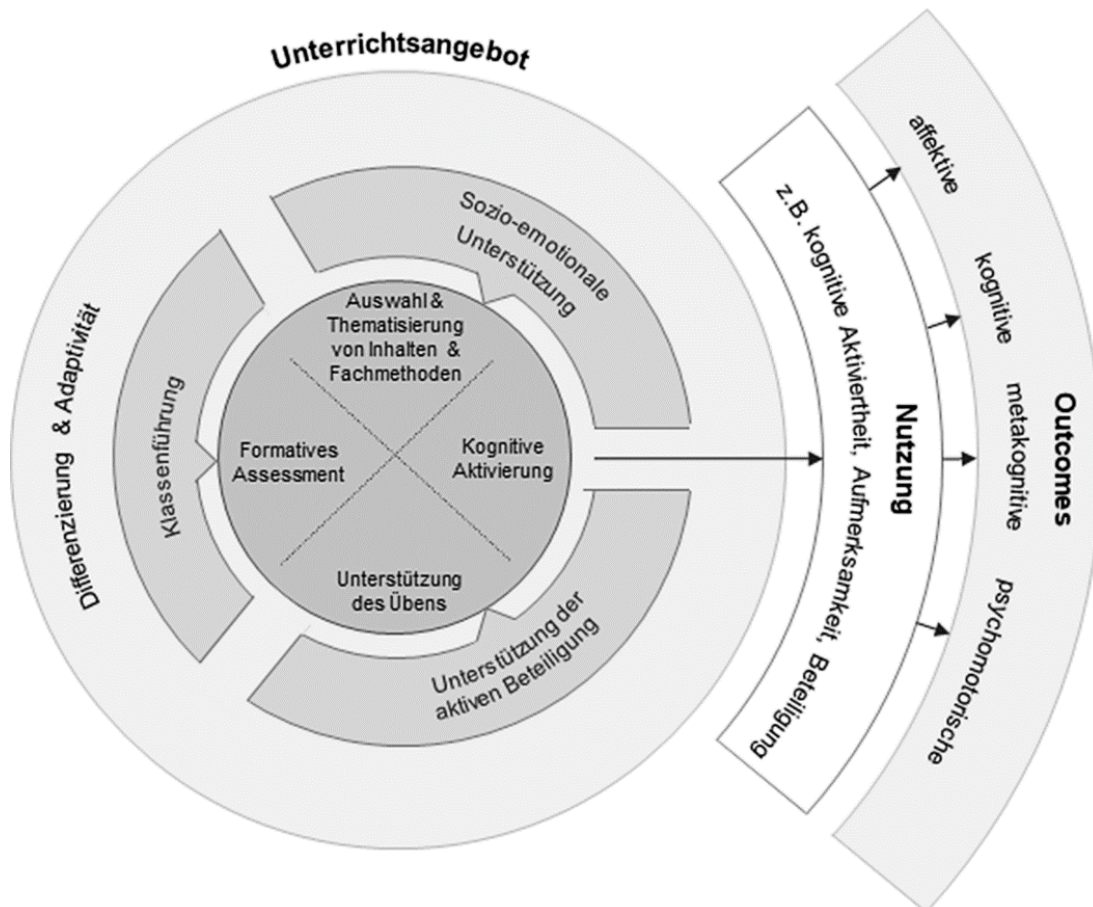 Unterrichtsangebot
Differenzierung & Adaptivität
Klassenführung
Sozio-emotionale
Unterstützung
Auswahl &
Thematisierung
von Inhalten &
Fachmethoden
Formatives
Assessment
Kognitive
Aktivierung
Unterstützung
des Übens
Unterstützung der
aktiven Beteiligung
z.B. kognitive Aktiviertheit, Aufmerksamkeit, Beteiligung
Nutzung
affektive
kognitive
metakognitive
psychomotorische
Outcomes